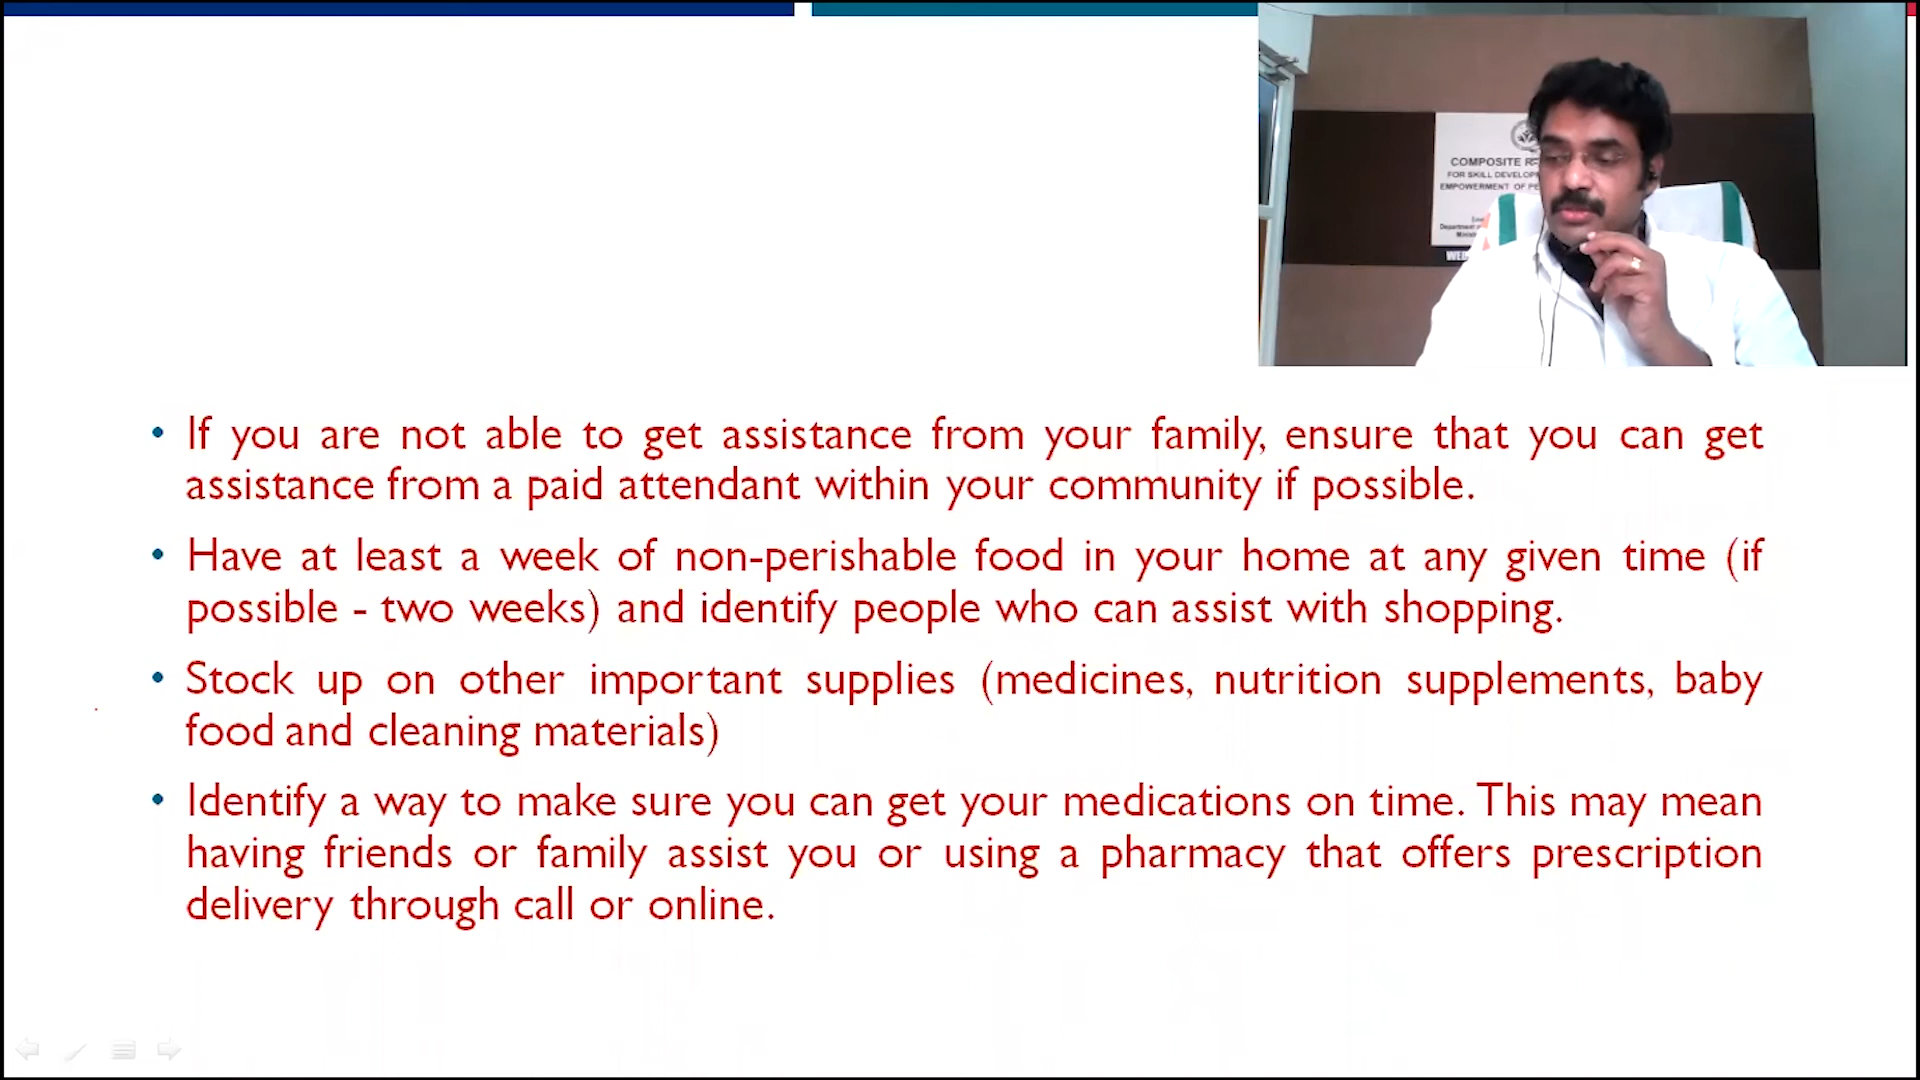 COMPOSITE
FOR SKILL
EMPOWERMENT OF
• If you are not able to get assistance from your family, ensure that you can get
assistance from a paid attendant within your community if possible.
• Have at least a week of non-perishable food in your home at any given time (if
possible - two weeks) and identify people who can assist with shopping.
• Stock up on other important supplies (medicines, nutrition supplements, baby
food and cleaning materials)
• Identify a way to make sure you can get your medications on time. This may mean
having friends or family assist you or using a pharmacy that offers prescription
delivery through call or online.